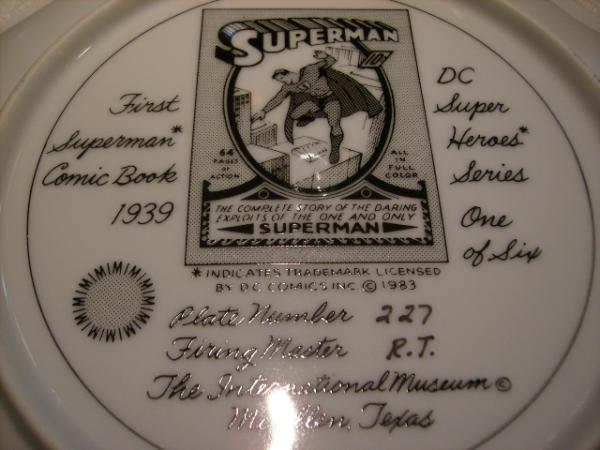 SUPERMAN
10¢
64
PAGES
OF
ACTION
ALL
IN
FULL
COLOR
THE COMPLETE STORY OF THE DARING
EXPLOITS OF THE ONE AND ONLY
SUPERMAN
First
Superman*
Comic Book
1939
DC
Super
Heroes*
Series
One
of Six
* INDICATES TRADEMARK LICENSED
BY DC COMICS INC. © 1983
Plate Number 227
Firing Master R.T.
The International Museum ©
McAllen, Texas